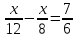 x/12 − x/8 = 7/6